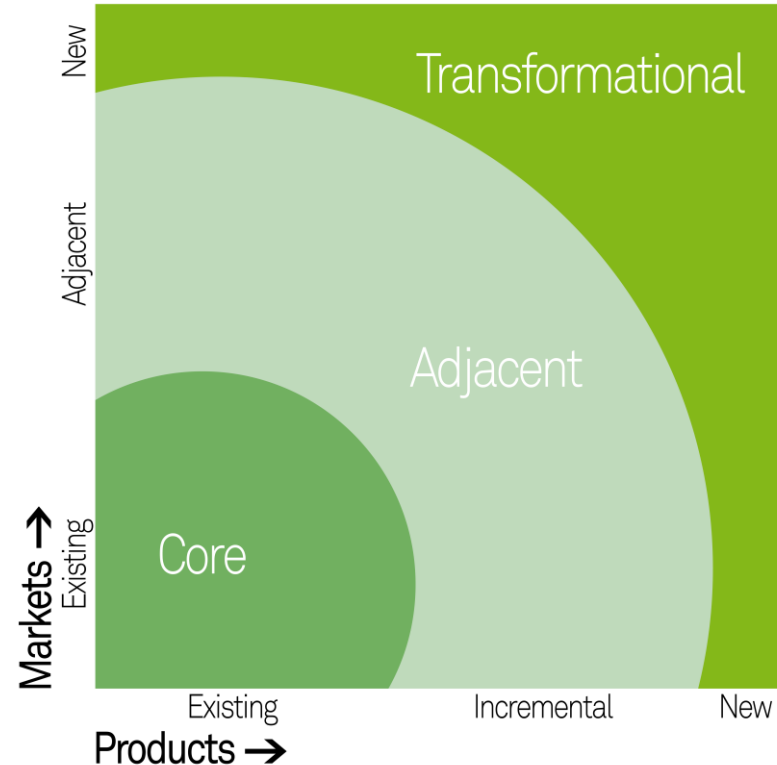 New
Transformational
Adjacent
Adjacent
Core
Existing
Markets →
Existing
Incremental
New
Products →